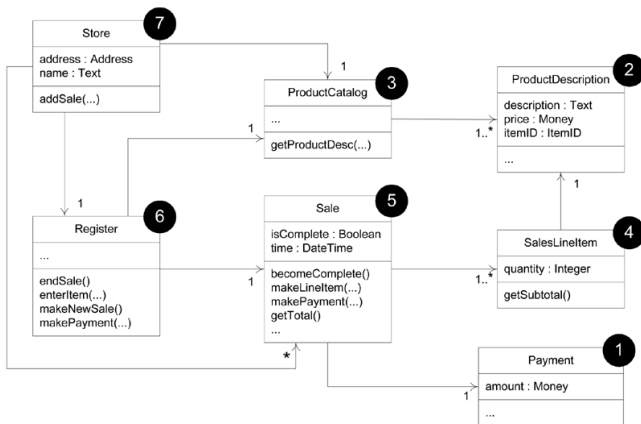 Store
7
address : Address
name : Text
addSale(...)
1
ProductCatalog
3
...
getProductDesc(...)
1
1..*
ProductDescription
2
description : Text
price : Money
itemID : ItemID
...
1
Register
6
...
endSale()
enterItem(...)
makeNewSale()
makePayment(...)
1
1
Sale
5
isComplete : Boolean
time : DateTime
becomeComplete()
makeLineItem(...)
makePayment(...)
getTotal()
...
*
1..*
SalesLineItem
4
quantity : Integer
getSubtotal()
1
Payment
1
amount : Money
...